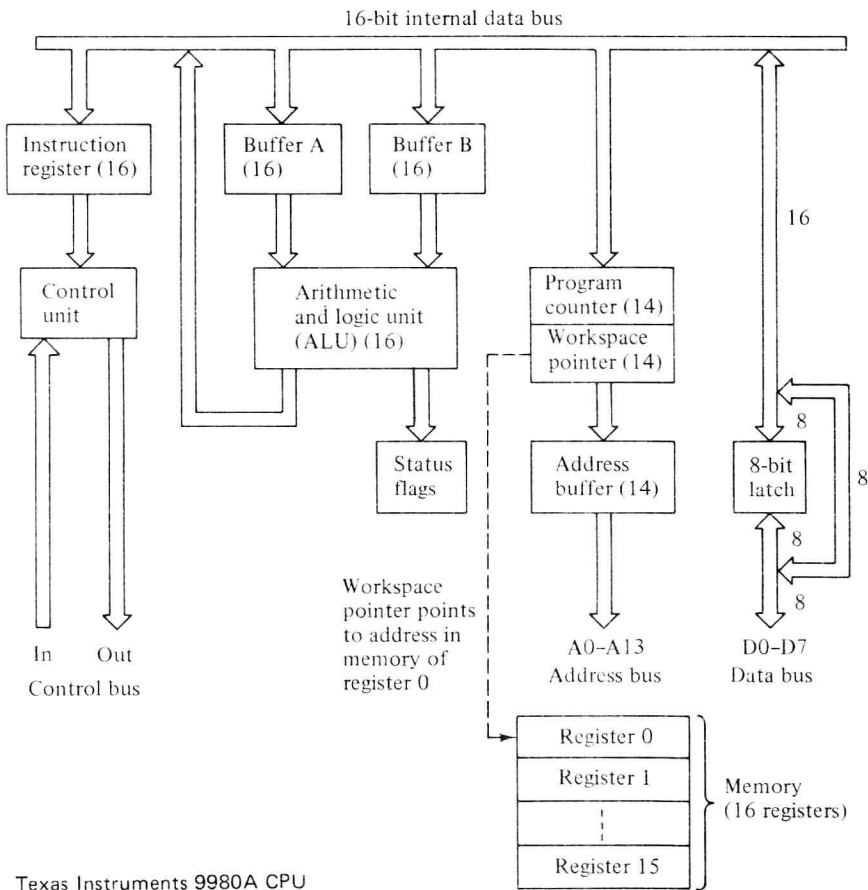 16-bit internal data bus
Instruction
register (16)
Buffer A
(16)
Buffer B
(16)
16
Control
unit
Arithmetic
and logic unit
(ALU) (16)
Program
counter (14)
Workspace
pointer (14)
8
Status
flags
Address
buffer (14)
8-bit
latch
8
8
8
Workspace
pointer points
to address in
memory of
register 0
In Out
Control bus
A0–A13
Address bus
D0–D7
Data bus
Register 0
Register 1
Register 15
Memory
(16 registers)
Texas Instruments 9980A CPU